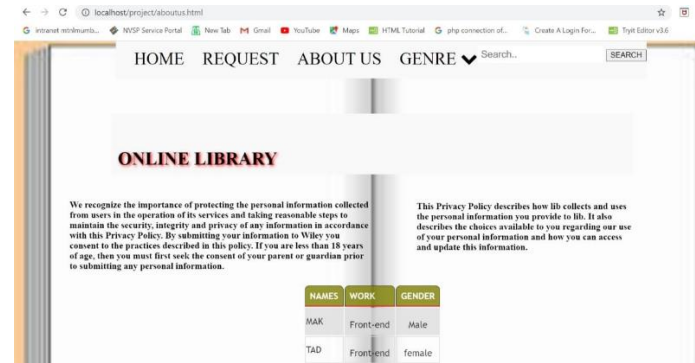 localhost/project/aboutus.html
intranet mtnlmumb... NVSP Service Portal New Tab Gmail YouTube Maps HTML Tutorial php connection of... Create A Login For... Tryit Editor v3.6
HOME REQUEST ABOUT US GENRE Search.. SEARCH
ONLINE LIBRARY
We recognize the importance of protecting the personal information collected
from users in the operation of its services and taking reasonable steps to
maintain the security, integrity and privacy of any information in accordance
with this Privacy Policy. By submitting your information to Wiley you
consent to the practices described in this policy. If you are less than 18 years
of age, then you must first seek the consent of your parent or guardian prior
to submitting any personal information.
This Privacy Policy describes how lib collects and uses
the personal information you provide to lib. It also
describes the choices available to you regarding our use
of your personal information and how you can access
and update this information.
NAMES WORK GENDER
MAK Front-end Male
TAD Front-end female